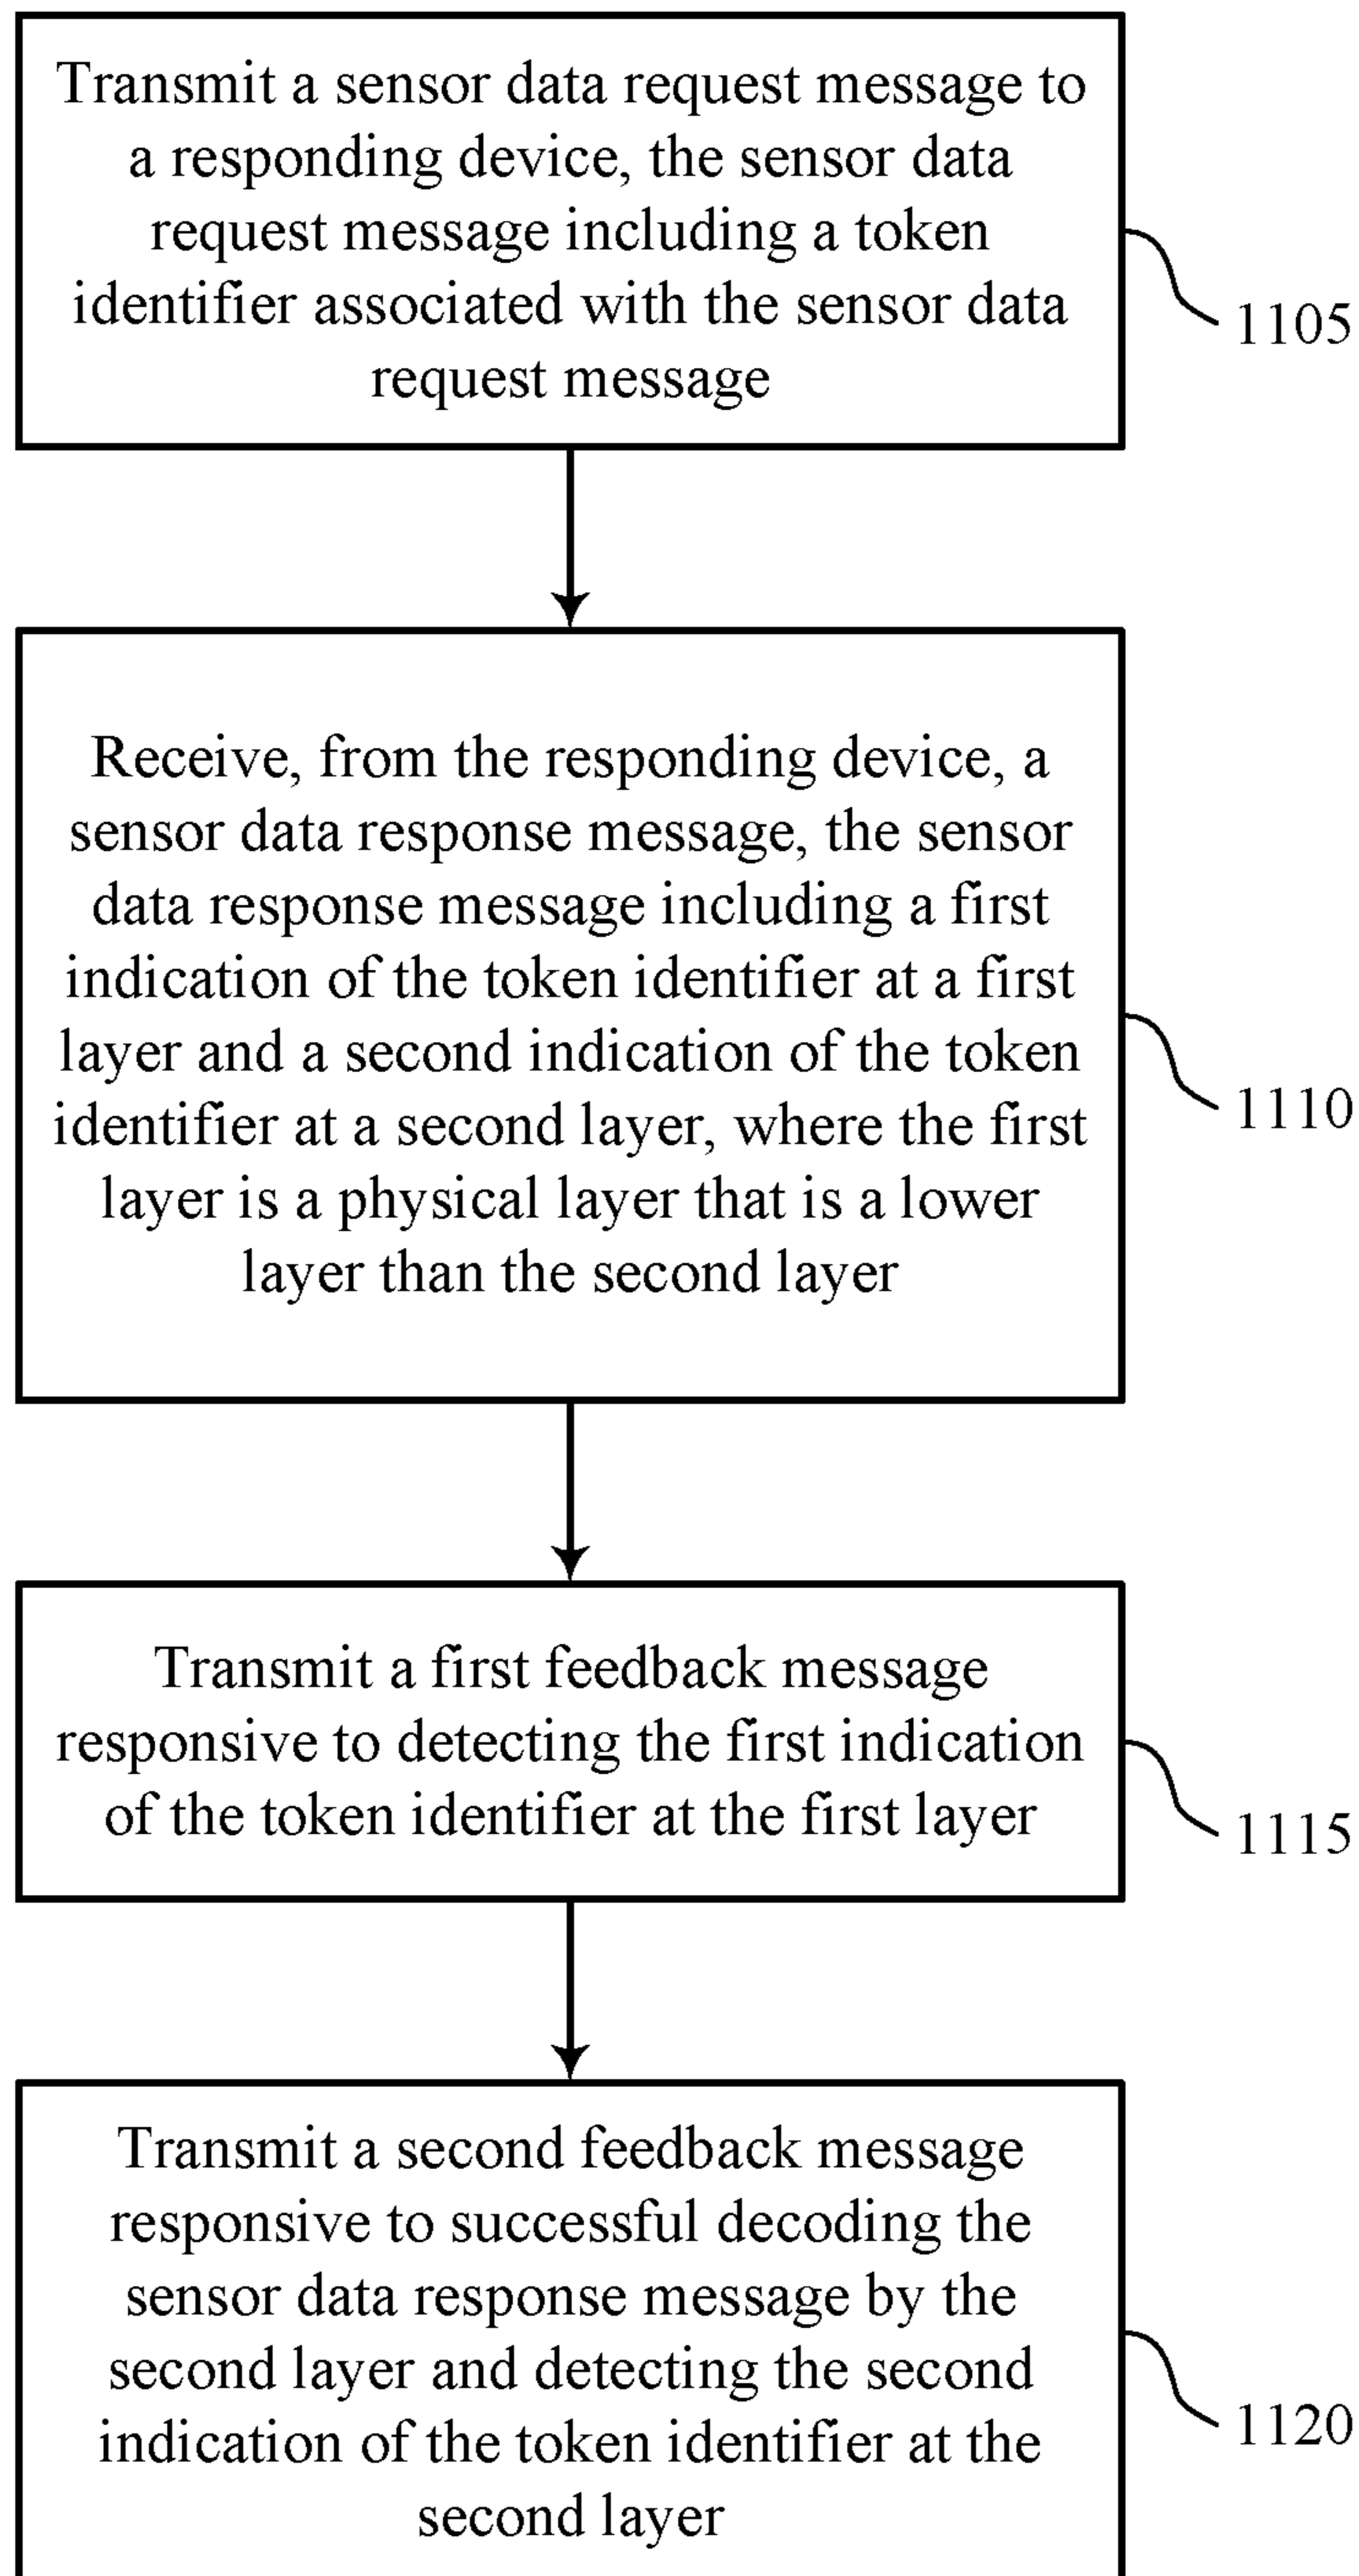 Transmit a sensor data request message to
a responding device, the sensor data
request message including a token
identifier associated with the sensor data
request message
1105
Receive, from the responding device, a
sensor data response message, the sensor
data response message including a first
indication of the token identifier at a first
layer and a second indication of the token
identifier at a second layer, where the first
layer is a physical layer that is a lower
layer than the second layer
1110
Transmit a first feedback message
responsive to detecting the first indication
of the token identifier at the first layer
1115
Transmit a second feedback message
responsive to successful decoding the
sensor data response message by the
second layer and detecting the second
indication of the token identifier at the
second layer
1120